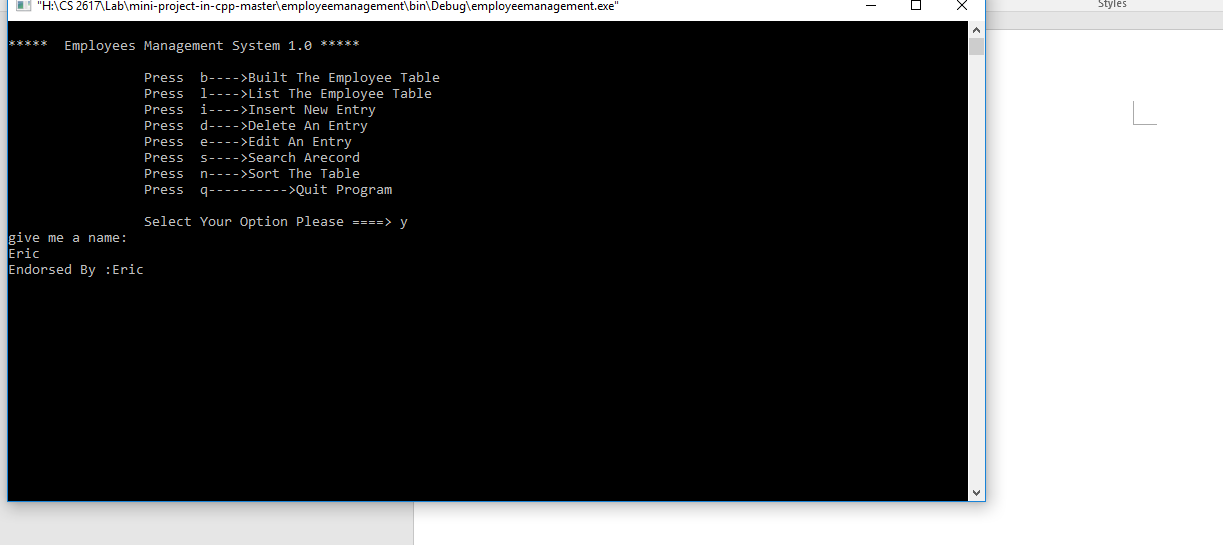 "H:\CS 2617\Lab\mini-project-in-cpp-master\employeemanagement\bin\Debug\employeemanagement.exe"
Styles
***** Employees Management System 1.0 *****
Press b---->Built The Employee Table
Press l---->List The Employee Table
Press i---->Insert New Entry
Press d---->Delete An Entry
Press e---->Edit An Entry
Press s---->Search Arecord
Press n---->Sort The Table
Press q---------->Quit Program
Select Your Option Please ====> y
give me a name:
Eric
Endorsed By :Eric